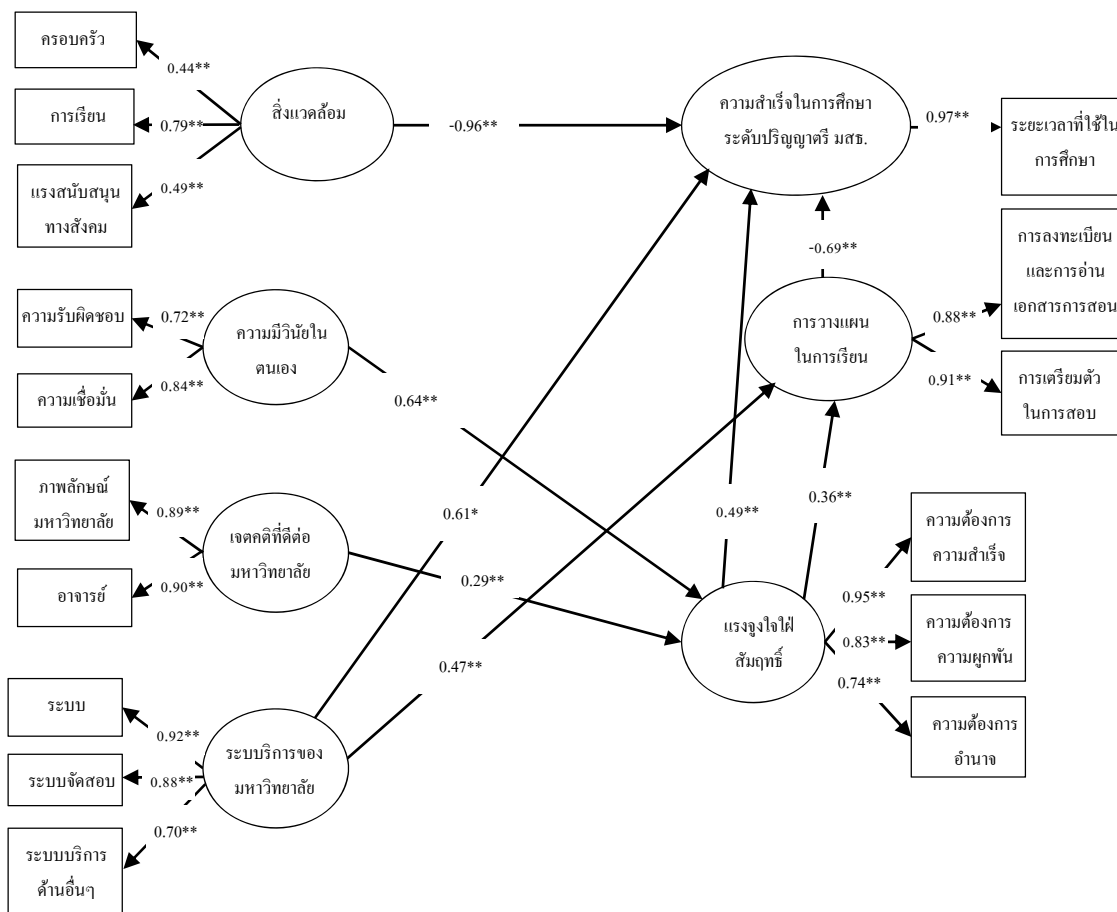 ครอบครัว
0.44**
การเรียน
0.79**
แรงสนับสนุน
ทางสังคม
0.49**
สิ่งแวดล้อม
-0.96**
ความสำเร็จในการศึกษา
ระดับปริญญาตรี มสธ.
0.97**
ระยะเวลาที่ใช้ใน
การศึกษา
-0.69**
การลงทะเบียน
และการอ่าน
เอกสารการสอน
0.88**
การวางแผน
ในการเรียน
0.91**
การเตรียมตัว
ในการสอบ
ความรับผิดชอบ
0.72**
ความเชื่อมั่น
0.84**
ความมีวินัยใน
ตนเอง
0.64**
ภาพลักษณ์
มหาวิทยาลัย
0.89**
อาจารย์
0.90**
เจตคติที่ดีต่อ
มหาวิทยาลัย
0.61*
0.29**
0.47**
0.49**
0.36**
แรงจูงใจใฝ่
สัมฤทธิ์
ความต้องการ
ความสำเร็จ
0.95**
ความต้องการ
ความผูกพัน
0.83**
0.74**
ความต้องการ
อำนาจ
ระบบ
0.92**
ระบบจัดสอบ
0.88**
0.70**
ระบบบริการ
ด้านอื่นๆ
ระบบบริการของ
มหาวิทยาลัย